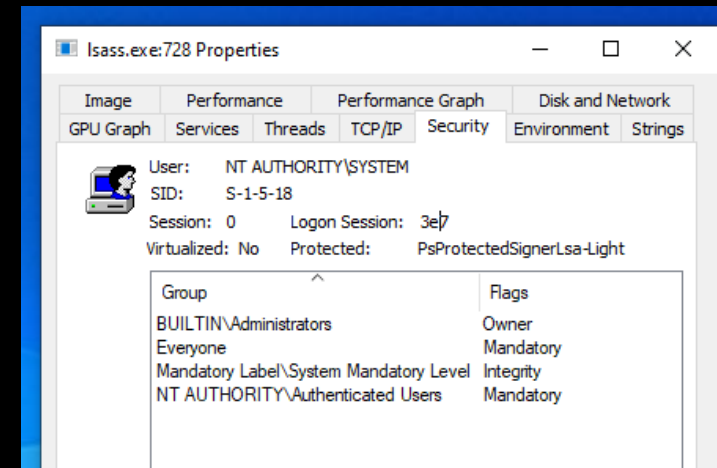 lsass.exe:728 Properties
Image Performance Performance Graph Disk and Network
GPU Graph Services Threads TCP/IP Security Environment Strings
User: NT AUTHORITY\SYSTEM
SID: S-1-5-18
Session: 0 Logon Session: 3e7
Virtualized: No Protected: PsProtectedSignerLsa-Light
Group Flags
BUILTIN\Administrators Owner
Everyone Mandatory
Mandatory Label\System Mandatory Level Integrity
NT AUTHORITY\Authenticated Users Mandatory